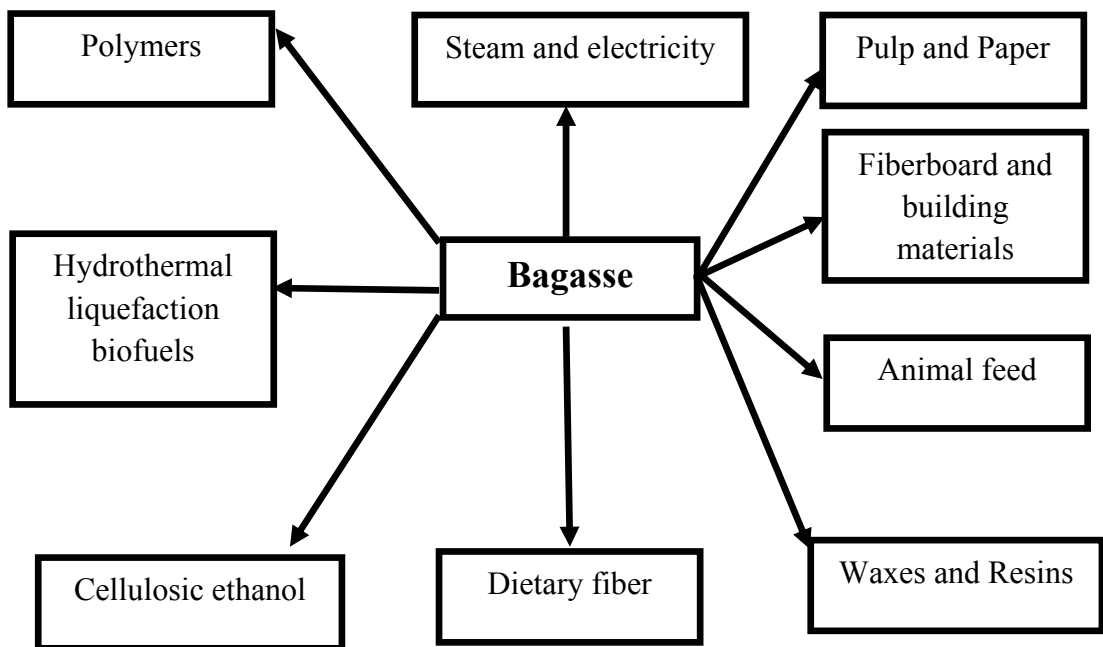 Polymers
Steam and electricity
Pulp and Paper
Fiberboard and
building
materials
Hydrothermal
liquefaction
biofuels
Bagasse
Animal feed
Cellulosic ethanol
Dietary fiber
Waxes and Resins